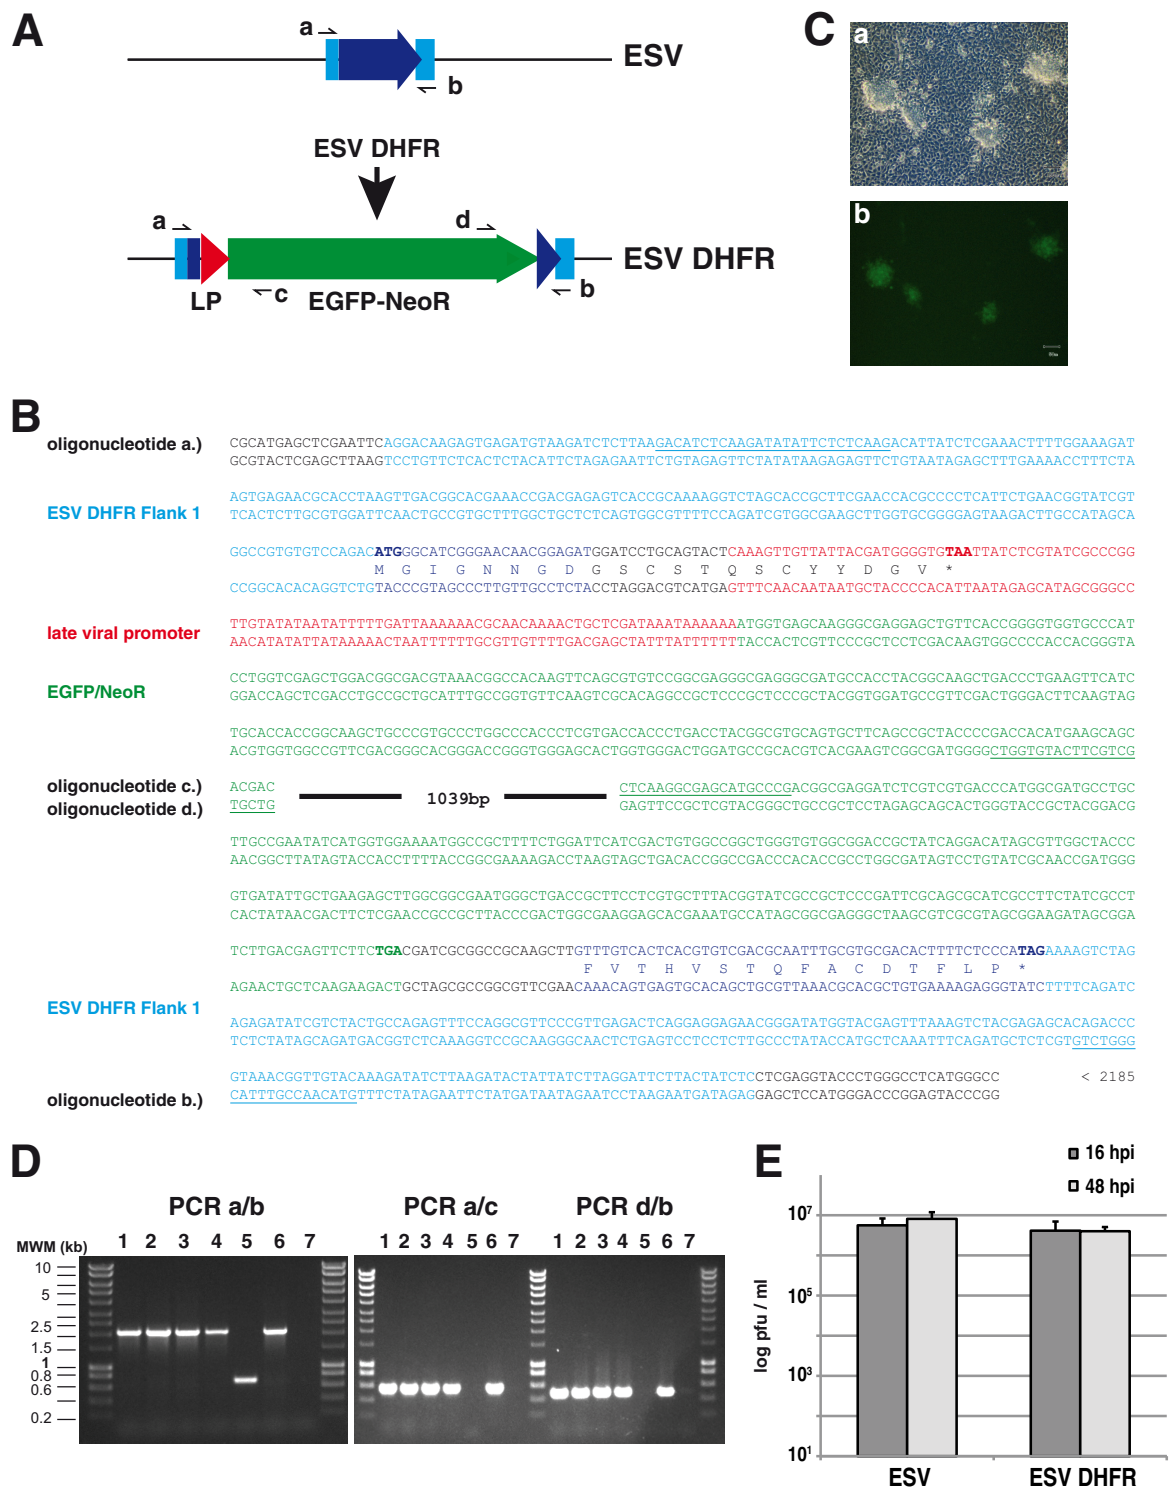 A
a
ESV
b
ESV DHFR
a
d
ESV DHFR
LP
c
EGFP-NeoR
b
C
a
b
B
oligonucleotide a.)
CGCATGAGCTCGAATTCAGGACAAGAGTGAGATGTAAGATCTCTTAAGACATCTCAAGATATATTCTCTCAAGACATTATCTCGAAACTTTTGGAAAGAT
GCGTACTCGAGCTTAAGTCCTGTTCTCACTCTACATTCTAGAGAATTCTGTAGAGTTCTATATAAGAGAGTTCTGTAATAGAGCTTTGAAAACCTTTCTA
ESV DHFR Flank 1
AGTGAGAACGCACCTAAGTTGACGGCACGAAACCGACGAGAGTCACCGCAAAAGGTCTAGCACCGCTTCGAACCACGCCCCTCATTCTGAACGGTATCGT
TCACTCTTGCGTGGATTCAACTGCCGTGCTTTGGCTGCTCTCAGTGGCGTTTTCCAGATCGTGGCGAAGCTTGGTGCGGGGAGTAAGACTTGCCATAGCA
GGCCGTGTGTCCAGACATGGGCATCGGGAACAACGGAGATGGATCCTGCAGTACTCAAAGTTGTTATTACGATGGGGTGTAATTATCTCGTATCGCCCGG
M G I G N N G D G S C S T Q S C Y Y D G V *
CCGGCACACAGGTCTGTACCCGTAGCCCTTGTTGCCTCTACCTAGGACGTCATGAGTTTCAACAATAATGCTACCCCACATTAATAGAGCATAGCGGGCC
late viral promoter
TTGTATATAATATTTTTGATTAAAAAACGCAACAAAACTGCTCGATAAATAAAAAAATGGTGAGCAAGGGCGAGGAGCTGTTCACCGGGGTGGTGCCCAT
AACATATATTATAAAAACTAATTTTTTGCGTTGTTTTGACGAGCTATTTATTTTTTTACCACTCGTTCCCGCTCCTCGACAAGTGGCCCCACCACGGGTA
EGFP/NeoR
CCTGGTCGAGCTGGACGGCGACGTAAACGGCCACAAGTTCAGCGTGTCCGGCGAGGGCGAGGGCGATGCCACCTACGGCAAGCTGACCCTGAAGTTCATC
GGACCAGCTCGACCTGCCGCTGCATTTGCCGGTGTTCAAGTCGCACAGGCCGCTCCCGCTCCCGCTACGGTGGATGCCGTTCGACTGGGACTTCAAGTAG
TGCACCACCGGCAAGCTGCCCGTGCCCTGGCCCACCCTCGTGACCACCCTGACCTACGGCGTGCAGTGCTTCAGCCGCTACCCCGACCACATGAAGCAGC
ACGTGGTGGCCGTTCGACGGGCACGGGACCGGGTGGGAGCACTGGTGGGACTGGATGCCGCACGTCACGAAGTCGGCGATGGGGCTGGTGTACTTCGTCG
oligonucleotide c.)
ACGAC
CTCAAGGCGAGCATGCCCGACGGCGAGGATCTCGTCGTGACCCATGGCGATGCCTGC
1039bp
oligonucleotide d.)
TGCTG
GAGTTCCGCTCGTACGGGCTGCCGCTCCTAGAGCAGCACTGGGTACCGCTACGGACG
TTGCCGAATATCATGGTGGAAAATGGCCGCTTTTCTGGATTCATCGACTGTGGCCGGCTGGGTGTGGCGGACCGCTATCAGGACATAGCGTTGGCTACCC
AACGGCTTATAGTACCACCTTTTACCGGCGAAAAGACCTAAGTAGCTGACACCGGCCGACCCACACCGCCTGGCGATAGTCCTGTATCGCAACCGATGGG
GTGATATTGCTGAAGAGCTTGGCGGCGAATGGGCTGACCGCTTCCTCGTGCTTTACGGTATCGCCGCTCCCGATTCGCAGCGCATCGCCTTCTATCGCCT
CACTATAACGACTTCTCGAACCGCCGCTTACCCGACTGGCGAAGGAGCACGAAATGCCATAGCGGCGAGGGCTAAGCGTCGCGTAGCGGAAGATAGCGGA
TCTTGACGAGTTCTTCTGACGATCGCGGCCGCAAGCTTGTTTGTCACTCACGTGTCGACGCAATTTGCGTGCGACACTTTTCTCCCATAGAAAAGTCTAG
F V T H V S T Q F A C D T F L P *
AGAACTGCTCAAGAAGACTGCTAGCGCCGGCGTTCGAACAAACAGTGAGTGCACAGCTGCGTTAAACGCACGCTGTGAAAAGAGGGTATCTTTTCAGATC
ESV DHFR Flank 1
AGAGATATCGTCTACTGCCAGAGTTTCCAGGCGTTCCCGTTGAGACTCAGGAGGAGAACGGGATATGGTACGAGTTTAAAGTCTACGAGAGCACAGACCC
TCTCTATAGCAGATGACGGTCTCAAAGGTCCGCAAGGGCAACTCTGAGTCCTCCTCTTGCCCTATACCATGCTCAAATTTCAGATGCTCTCGTGTCTGGG
GTAAACGGTTGTACAAAGATATCTTAAGATACTATTATCTTAGGATTCTTACTATCTCCTCGAGGTACCCTGGGCCTCATGGGCC
< 2185
oligonucleotide b.)
CATTTGCCAACATGTTTCTATAGAATTCTATGATAATAGAATCCTAAGAATGATAGAGGAGCTCCATGGGACCCGGAGTACCCGG
D
PCR a/b
PCR a/c
PCR d/b
MWM (kb)
1 2 3 4 5 6 7
1 2 3 4 5 6 7
1 2 3 4 5 6 7
10
5
2.5
1.5
1
0.8
0.6
0.2
E
16 hpi
48 hpi
log pfu / ml
10⁷
10⁵
10³
10¹
ESV
ESV DHFR